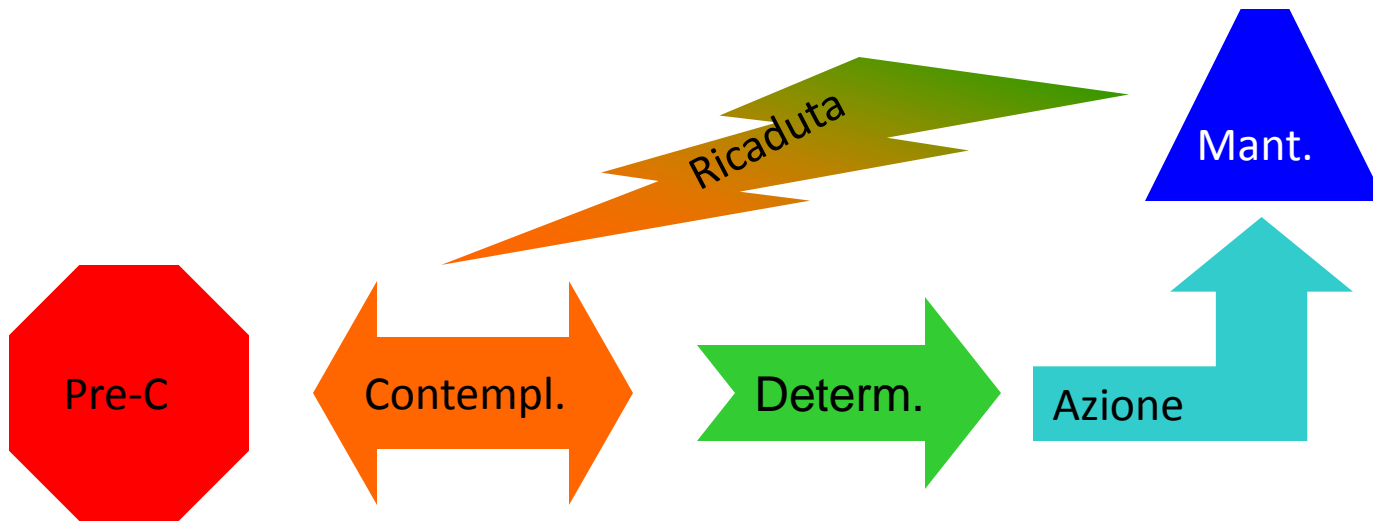 Ricaduta
Mant.
Pre-C
Contempl.
Determ.
Azione